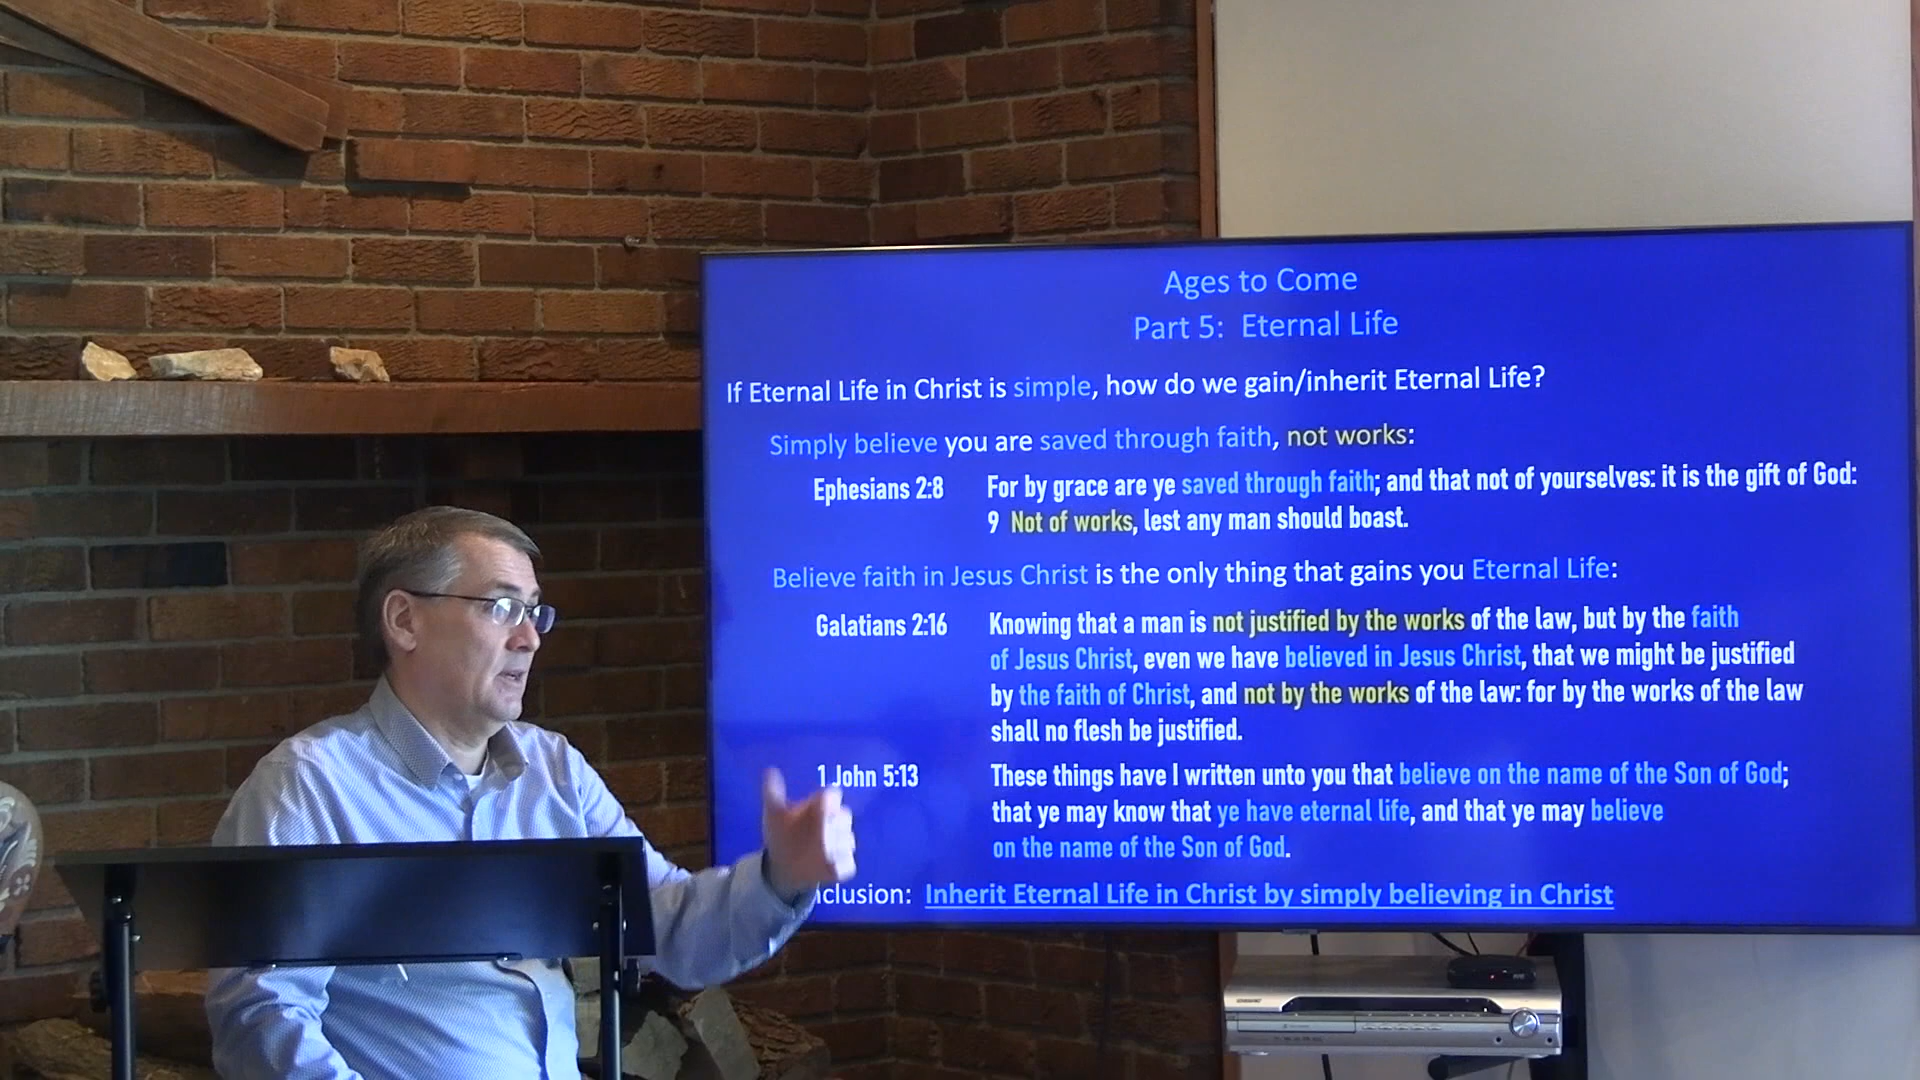 Ages to Come
Part 5: Eternal Life
If Eternal Life in Christ is simple, how do we gain/inherit Eternal Life?
Simply believe you are saved through faith, not works:
Ephesians 2:8 For by grace are ye saved through faith; and that not of yourselves: it is the gift of God:
9 Not of works, lest any man should boast.
Believe faith in Jesus Christ is the only thing that gains you Eternal Life:
Galatians 2:16 Knowing that a man is not justified by the works of the law, but by the faith
of Jesus Christ, even we have believed in Jesus Christ, that we might be justified
by the faith of Christ, and not by the works of the law: for by the works of the law
shall no flesh be justified.
1 John 5:13 These things have I written unto you that believe on the name of the Son of God;
that ye may know that ye have eternal life, and that ye may believe
on the name of the Son of God.
clusion: Inherit Eternal Life in Christ by simply believing in Christ